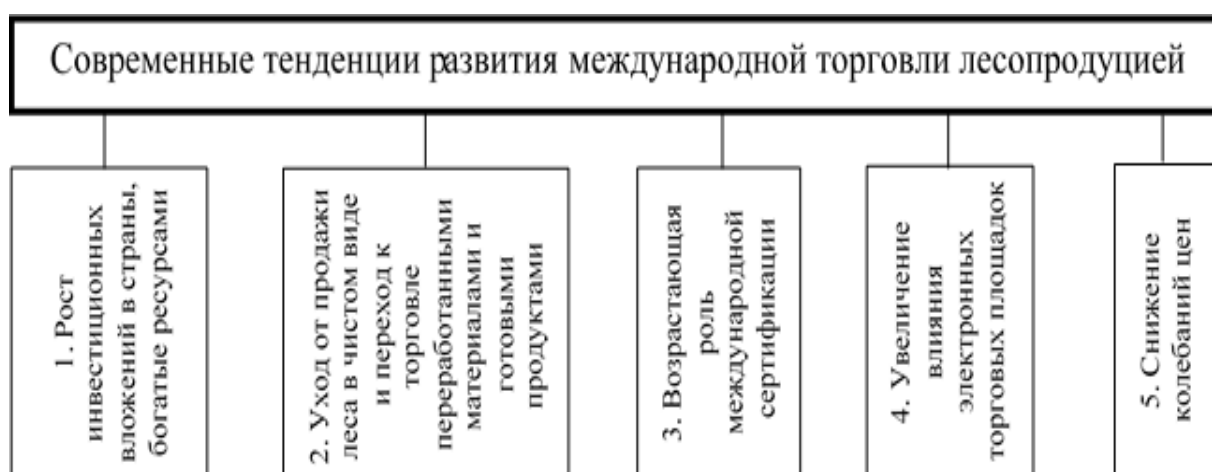 Современные тенденции развития международной торговли лесопродуцией
1. Рост
инвестиционных
вложений в страны,
богатые ресурсами
2. Уход от продажи
леса в чистом виде
и переход к
торговле
переработанными
материалами и
готовыми
продуктами
3. Возрастающая
роль
международной
сертификации
4. Увеличение
влияния
электронных
торговых площадок
5. Снижение
колебаний цен